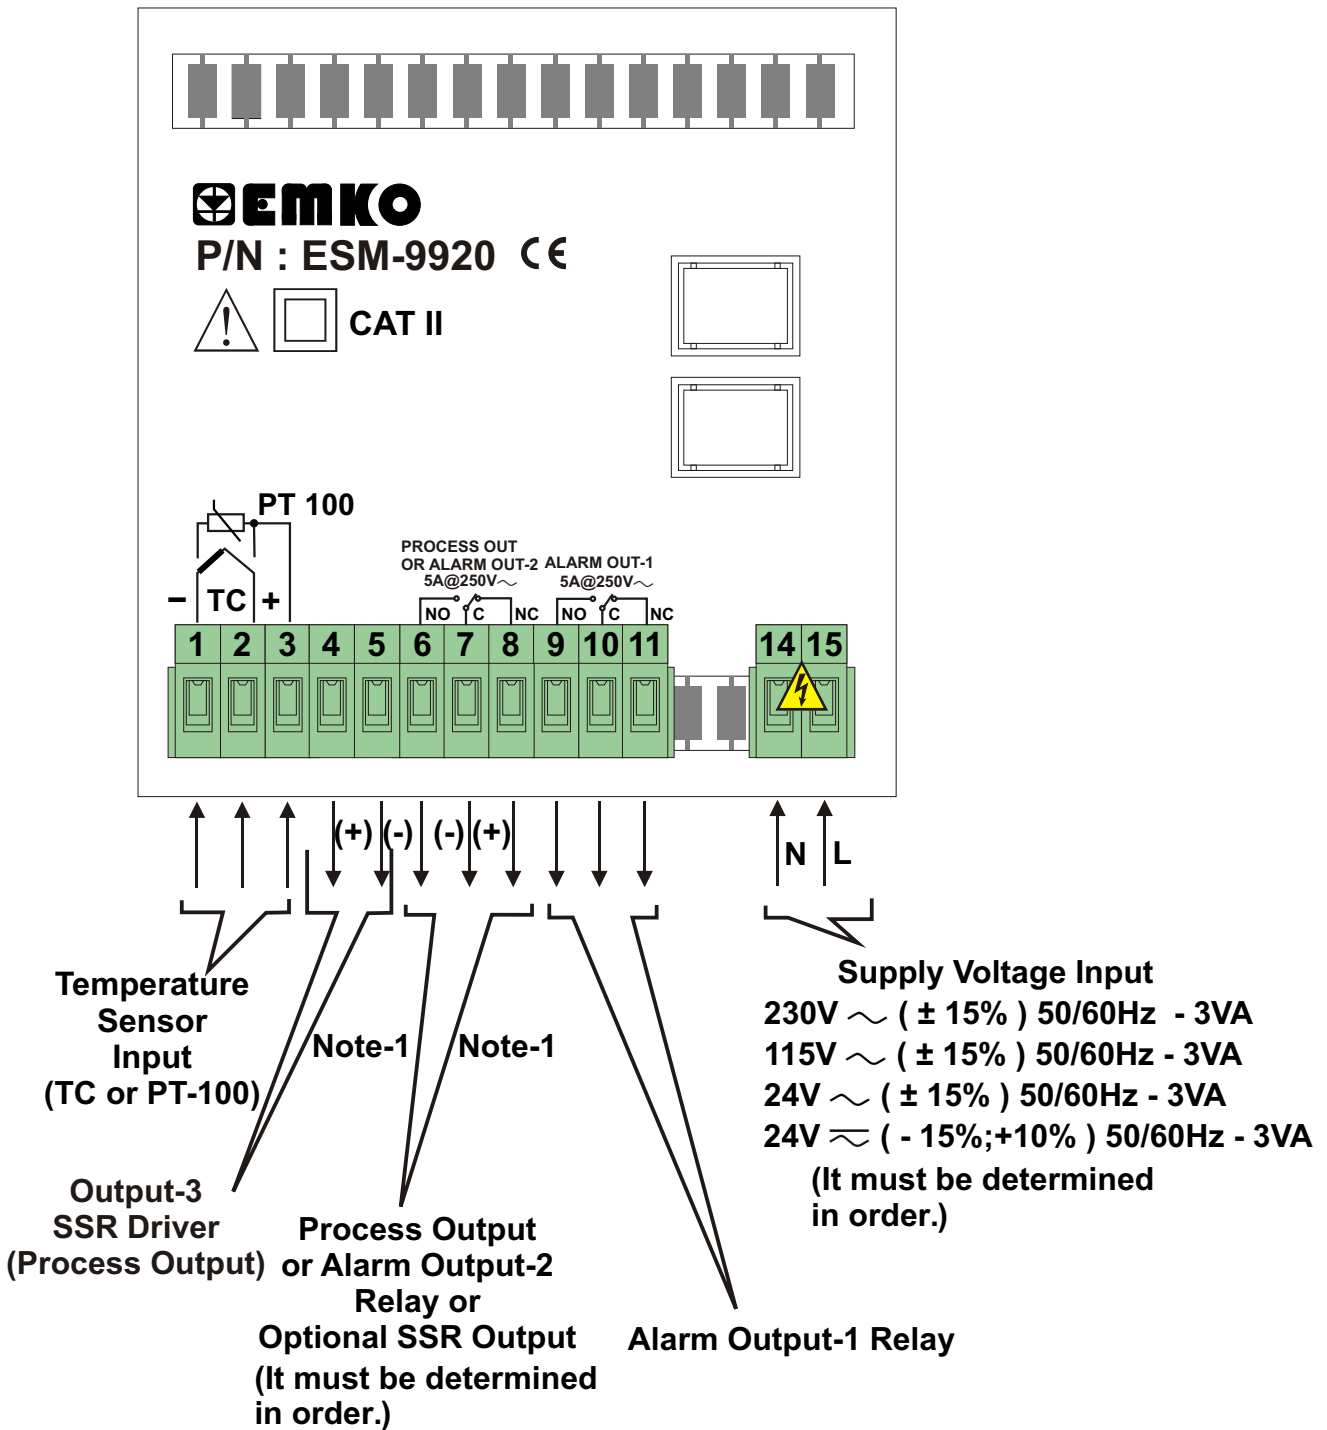 EMKO
P/N : ESM-9920 CE
! CAT II
PT 100
− TC +
PROCESS OUT
OR ALARM OUT-2
5A@250V～
NO C NC
ALARM OUT-1
5A@250V～
NO C NC
1 2 3 4 5 6 7 8 9 10 11 14 15
(+) (-) (-) (+)
N L
Temperature
Sensor
Input
(TC or PT-100)
Note-1 Note-1
Output-3
SSR Driver
(Process Output)
Process Output
or Alarm Output-2
Relay or
Optional SSR Output
(It must be determined
in order.)
Alarm Output-1 Relay
Supply Voltage Input
230V ～ ( ± 15% ) 50/60Hz - 3VA
115V ～ ( ± 15% ) 50/60Hz - 3VA
24V ～ ( ± 15% ) 50/60Hz - 3VA
24V ⏦ ( - 15%;+10% ) 50/60Hz - 3VA
(It must be determined
in order.)